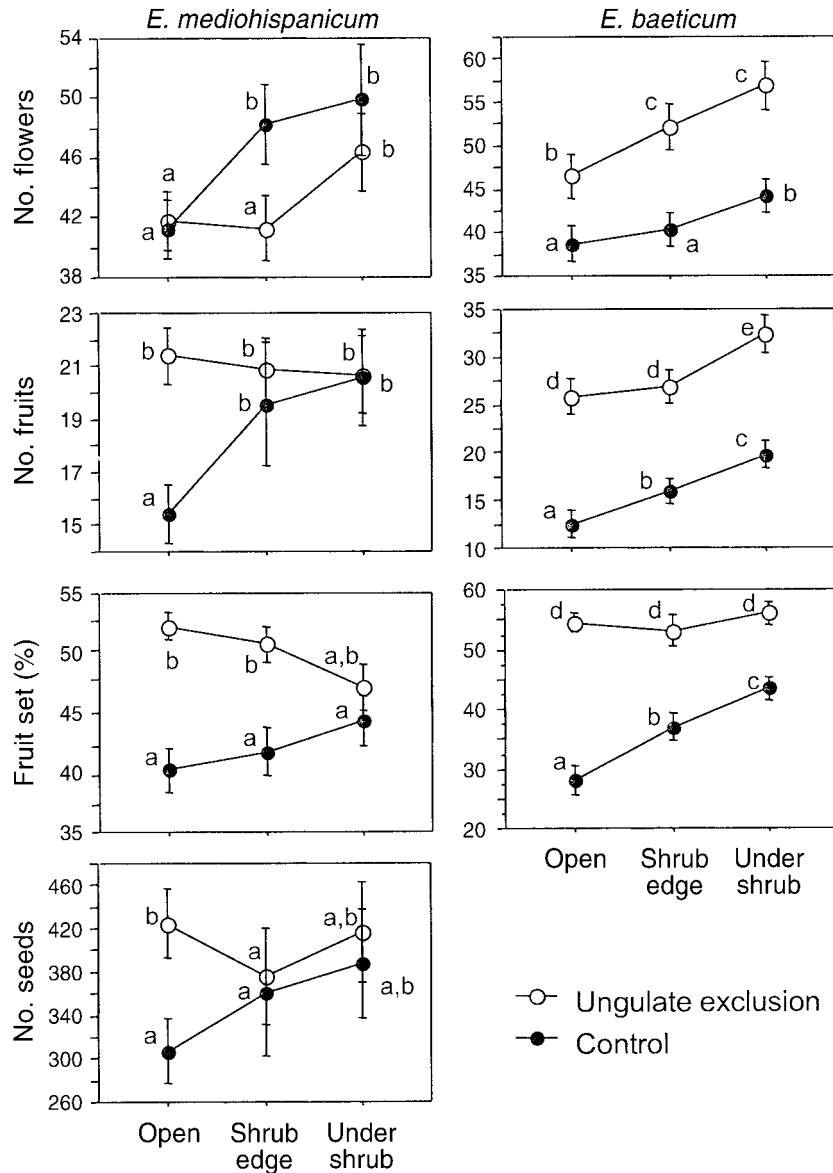 E. mediohispanicum
E. baeticum
No. flowers
54
50
46
42
38
a
a
b
a
b
b
60
55
50
45
40
35
b
c
c
a
a
b
No. fruits
23
21
19
17
15
b
b
b
a
b
b
35
30
25
20
15
10
d
d
e
a
b
c
Fruit set (%)
55
50
45
40
35
b
b
a,b
a
a
a
60
50
40
30
20
d
d
d
a
b
c
Open
Shrub edge
Under shrub
No. seeds
460
420
380
340
300
260
b
a
a,b
a
a
a,b
Open
Shrub edge
Under shrub
Ungulate exclusion
Control